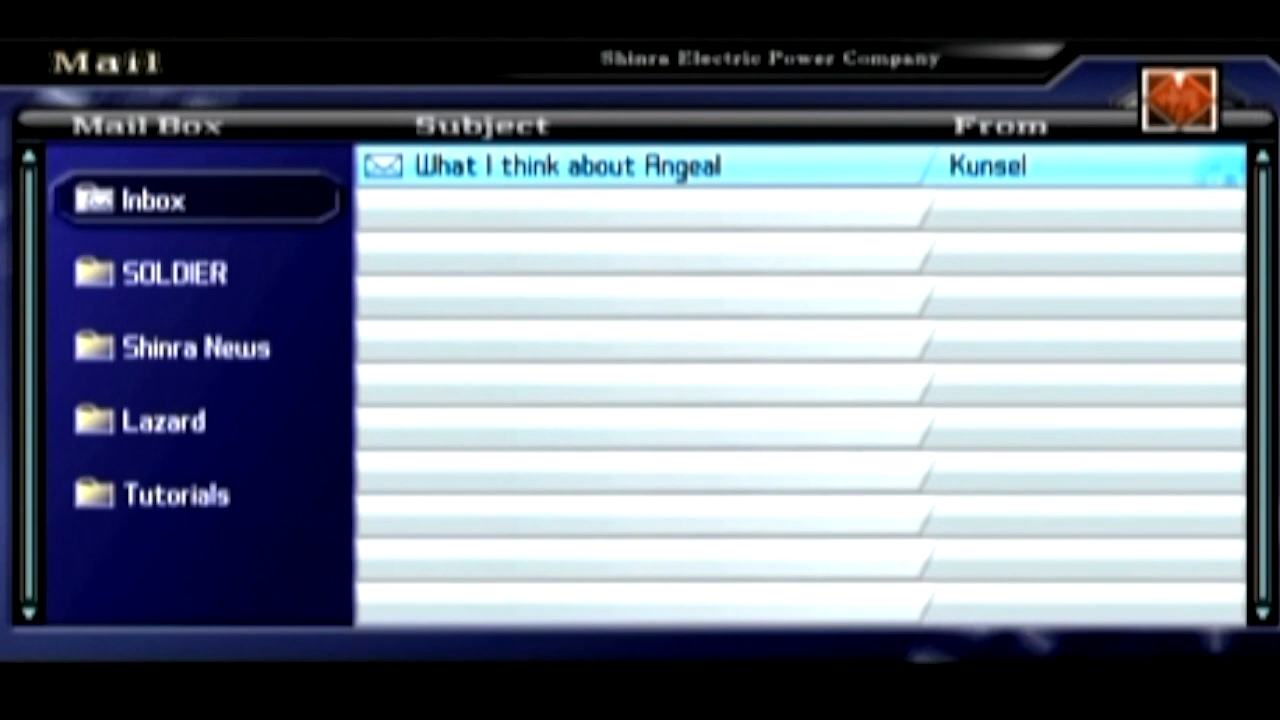 Mail
Shinra Electric Power Company
Mail Box
Subject
From
What I think about Angeal
Kunsel
Inbox
SOLDIER
Shinra News
Lazard
Tutorials